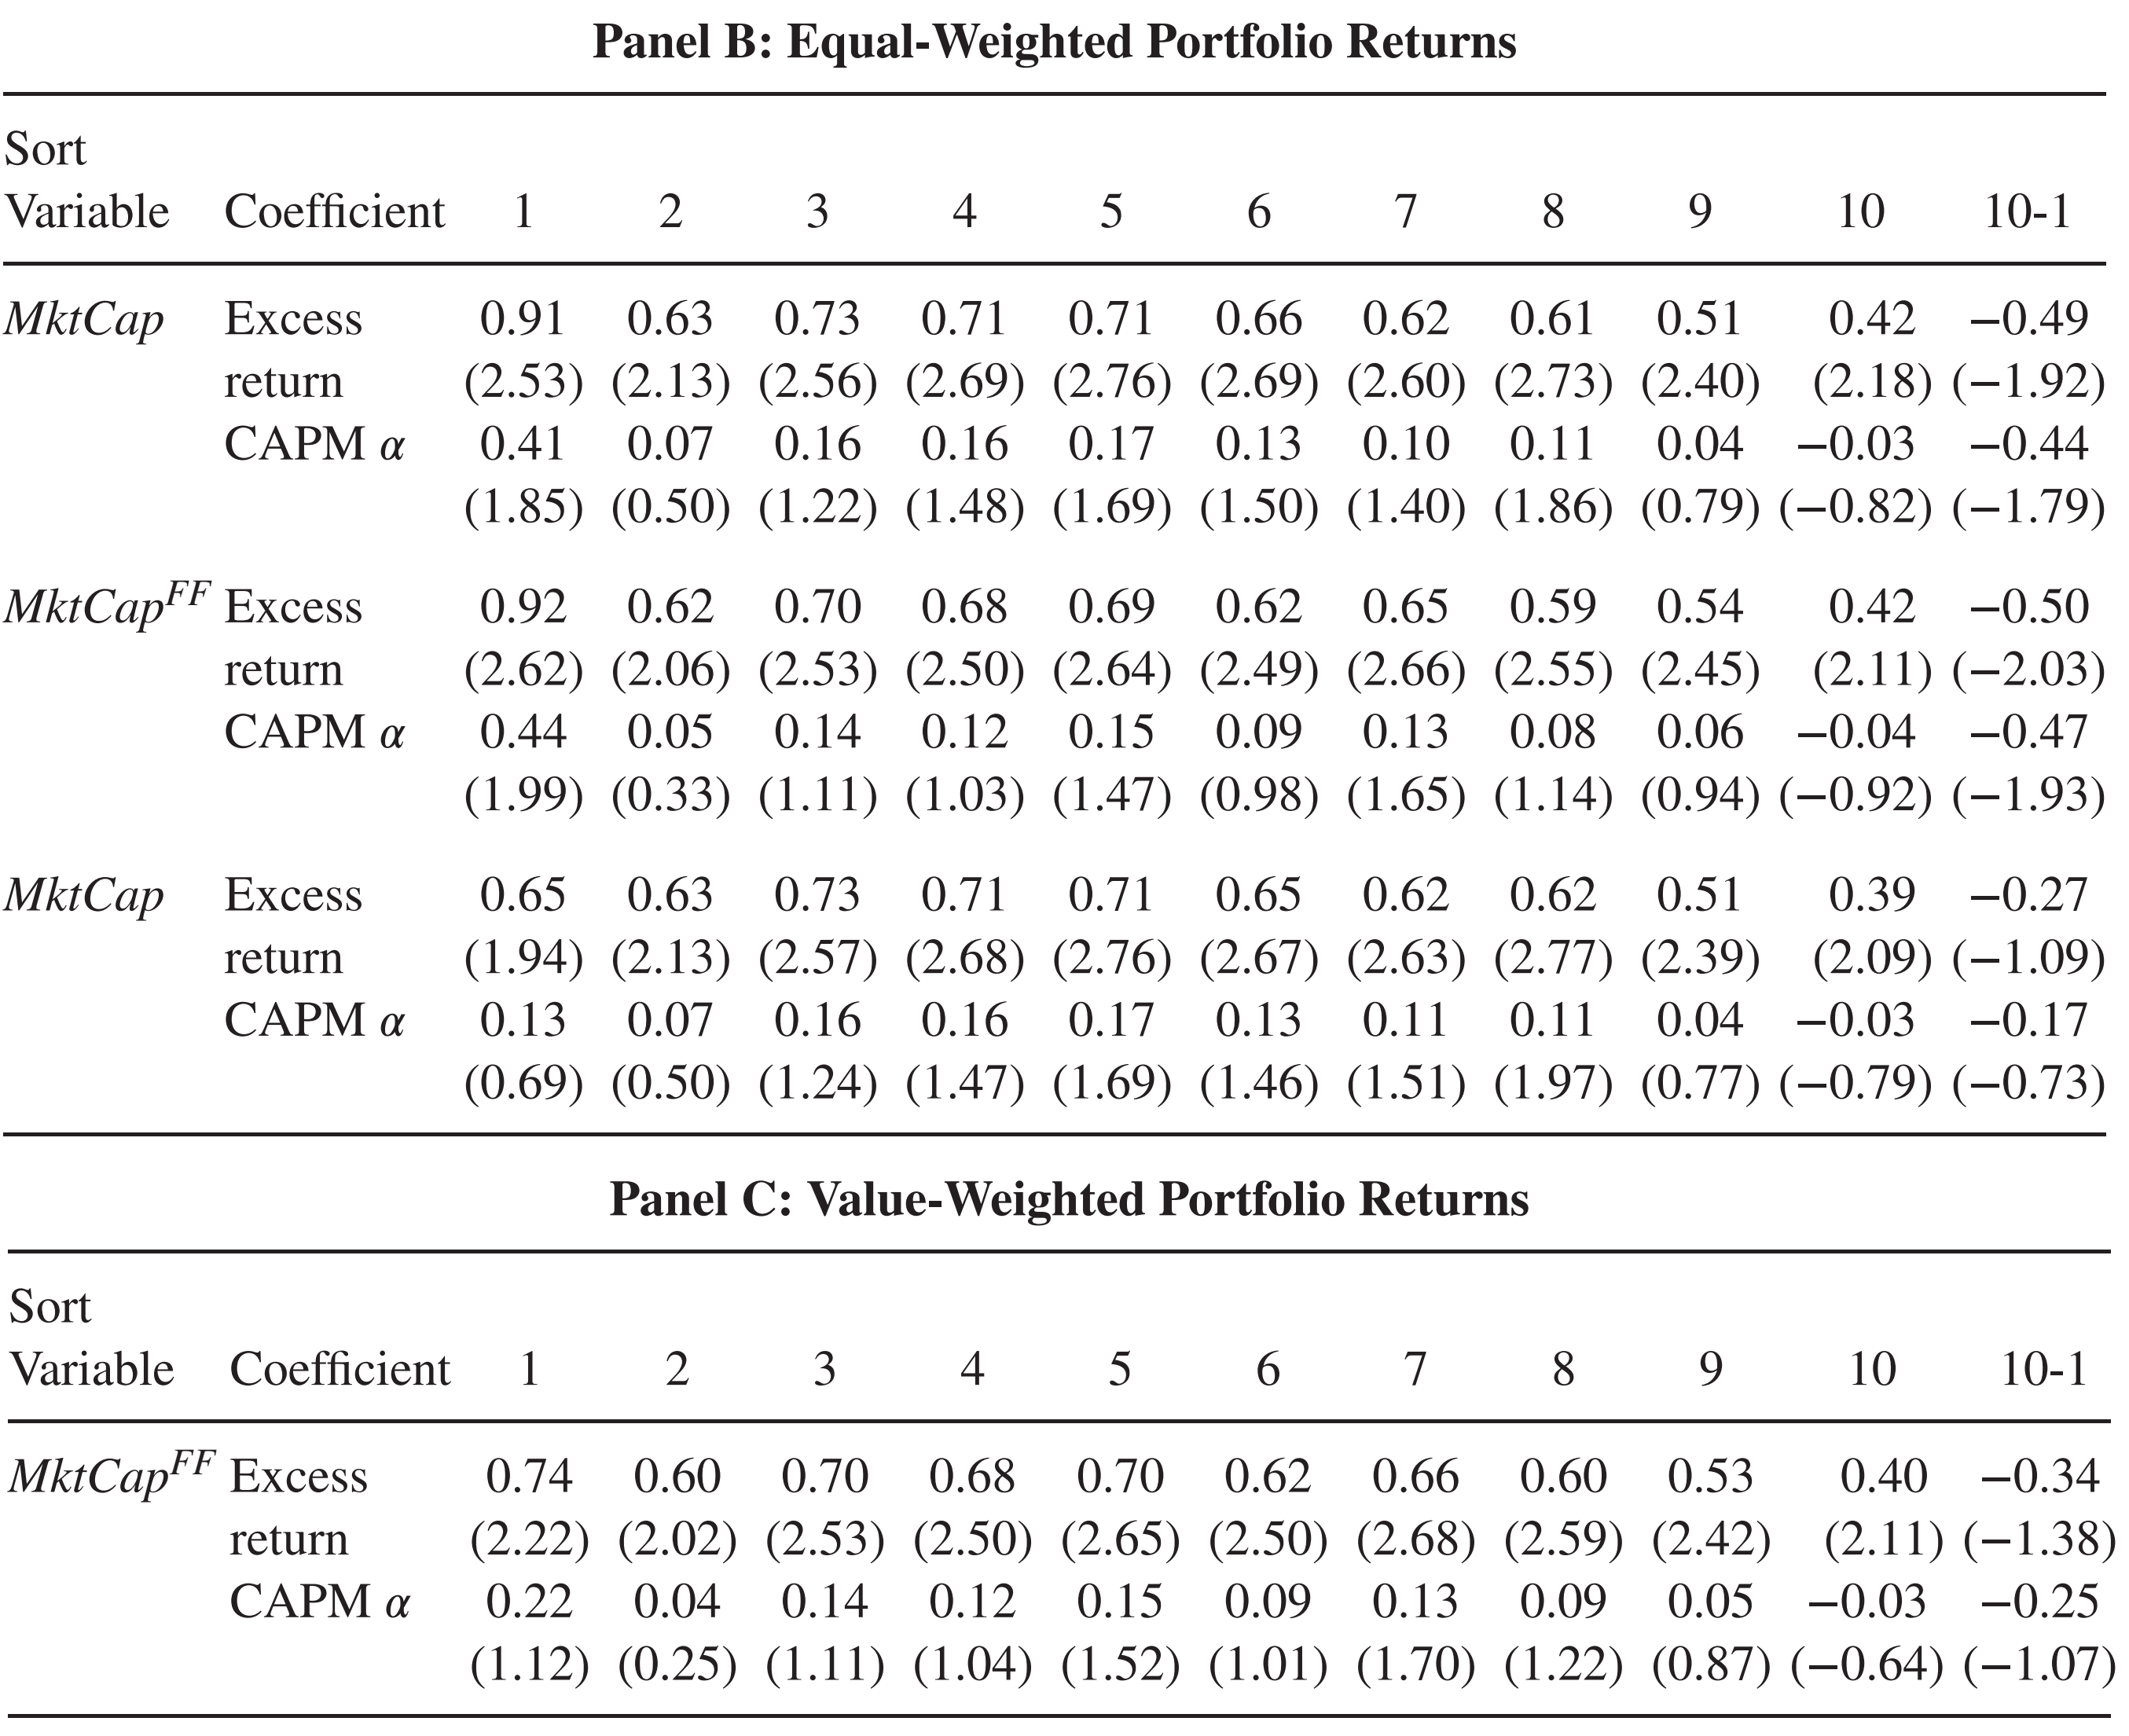 Panel B: Equal-Weighted Portfolio Returns
Sort
Variable Coefficient 1 2 3 4 5 6 7 8 9 10 10-1
MktCap Excess 0.91 0.63 0.73 0.71 0.71 0.66 0.62 0.61 0.51 0.42 −0.49
return (2.53) (2.13) (2.56) (2.69) (2.76) (2.69) (2.60) (2.73) (2.40) (2.18) (−1.92)
CAPM α 0.41 0.07 0.16 0.16 0.17 0.13 0.10 0.11 0.04 −0.03 −0.44
(1.85) (0.50) (1.22) (1.48) (1.69) (1.50) (1.40) (1.86) (0.79) (−0.82) (−1.79)
MktCap^FF Excess 0.92 0.62 0.70 0.68 0.69 0.62 0.65 0.59 0.54 0.42 −0.50
return (2.62) (2.06) (2.53) (2.50) (2.64) (2.49) (2.66) (2.55) (2.45) (2.11) (−2.03)
CAPM α 0.44 0.05 0.14 0.12 0.15 0.09 0.13 0.08 0.06 −0.04 −0.47
(1.99) (0.33) (1.11) (1.03) (1.47) (0.98) (1.65) (1.14) (0.94) (−0.92) (−1.93)
MktCap Excess 0.65 0.63 0.73 0.71 0.71 0.65 0.62 0.62 0.51 0.39 −0.27
return (1.94) (2.13) (2.57) (2.68) (2.76) (2.67) (2.63) (2.77) (2.39) (2.09) (−1.09)
CAPM α 0.13 0.07 0.16 0.16 0.17 0.13 0.11 0.11 0.04 −0.03 −0.17
(0.69) (0.50) (1.24) (1.47) (1.69) (1.46) (1.51) (1.97) (0.77) (−0.79) (−0.73)
Panel C: Value-Weighted Portfolio Returns
Sort
Variable Coefficient 1 2 3 4 5 6 7 8 9 10 10-1
MktCap^FF Excess 0.74 0.60 0.70 0.68 0.70 0.62 0.66 0.60 0.53 0.40 −0.34
return (2.22) (2.02) (2.53) (2.50) (2.65) (2.50) (2.68) (2.59) (2.42) (2.11) (−1.38)
CAPM α 0.22 0.04 0.14 0.12 0.15 0.09 0.13 0.09 0.05 −0.03 −0.25
(1.12) (0.25) (1.11) (1.04) (1.52) (1.01) (1.70) (1.22) (0.87) (−0.64) (−1.07)